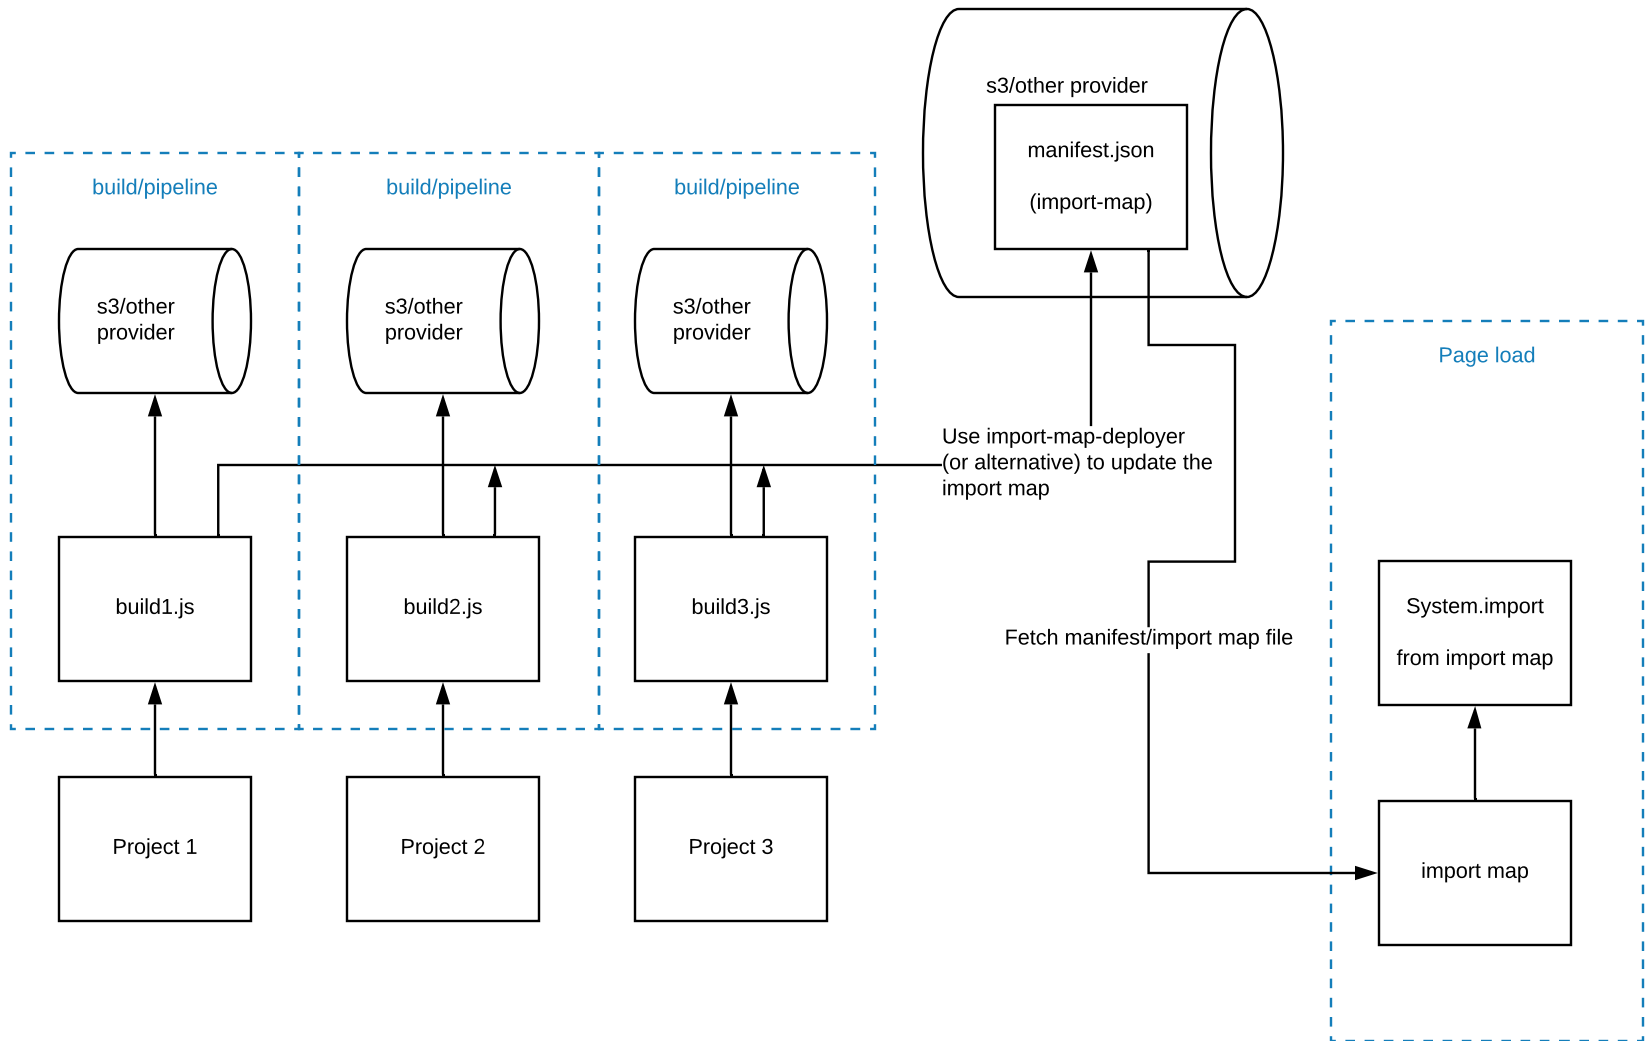 s3/other provider
manifest.json
(import-map)
build/pipeline
build/pipeline
build/pipeline
s3/other
provider
s3/other
provider
s3/other
provider
Page load
Use import-map-deployer
(or alternative) to update the
import map
build1.js
build2.js
build3.js
Fetch manifest/import map file
System.import
from import map
Project 1
Project 2
Project 3
import map